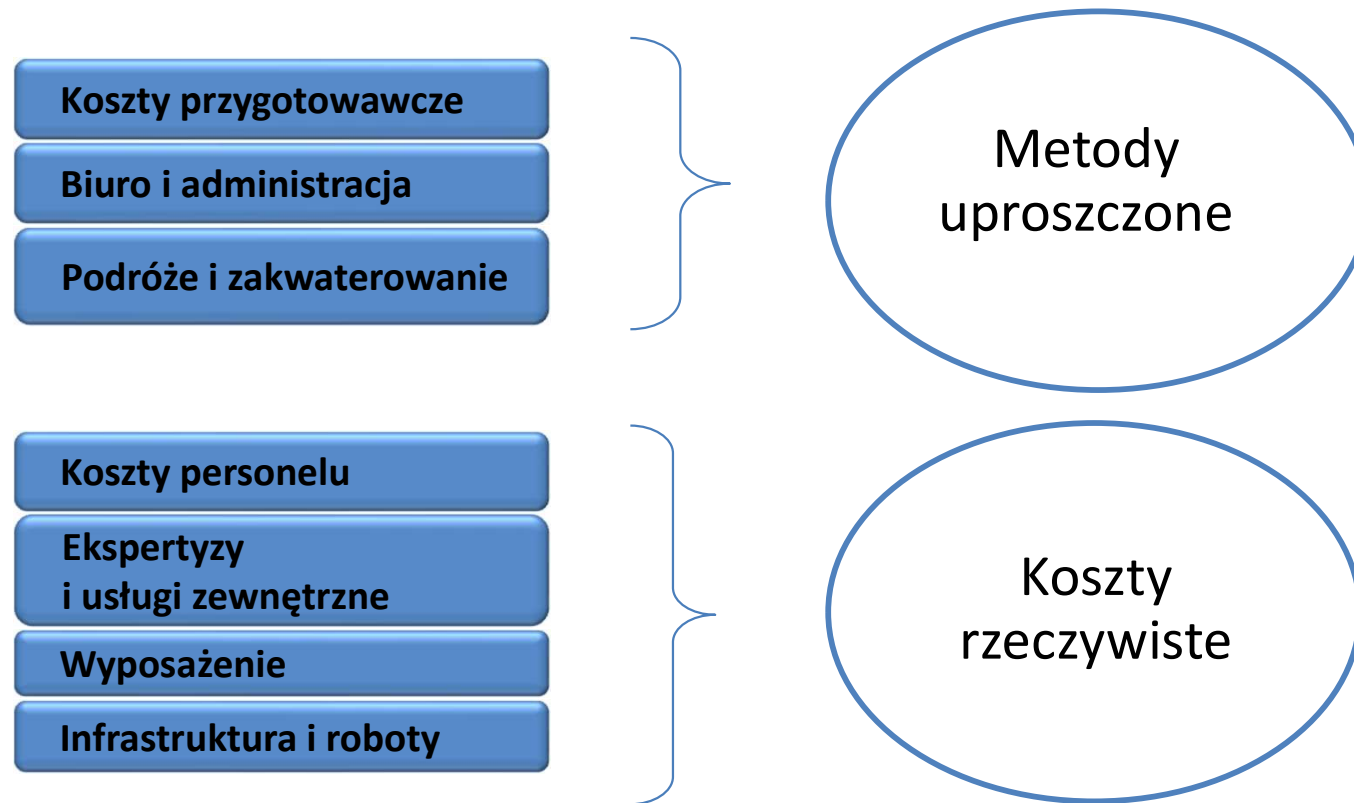 Koszty przygotowawcze
Biuro i administracja
Podróże i zakwaterowanie
Metody
uproszczone
Koszty personelu
Ekspertyzy
i usługi zewnętrzne
Wyposażenie
Infrastruktura i roboty
Koszty
rzeczywiste